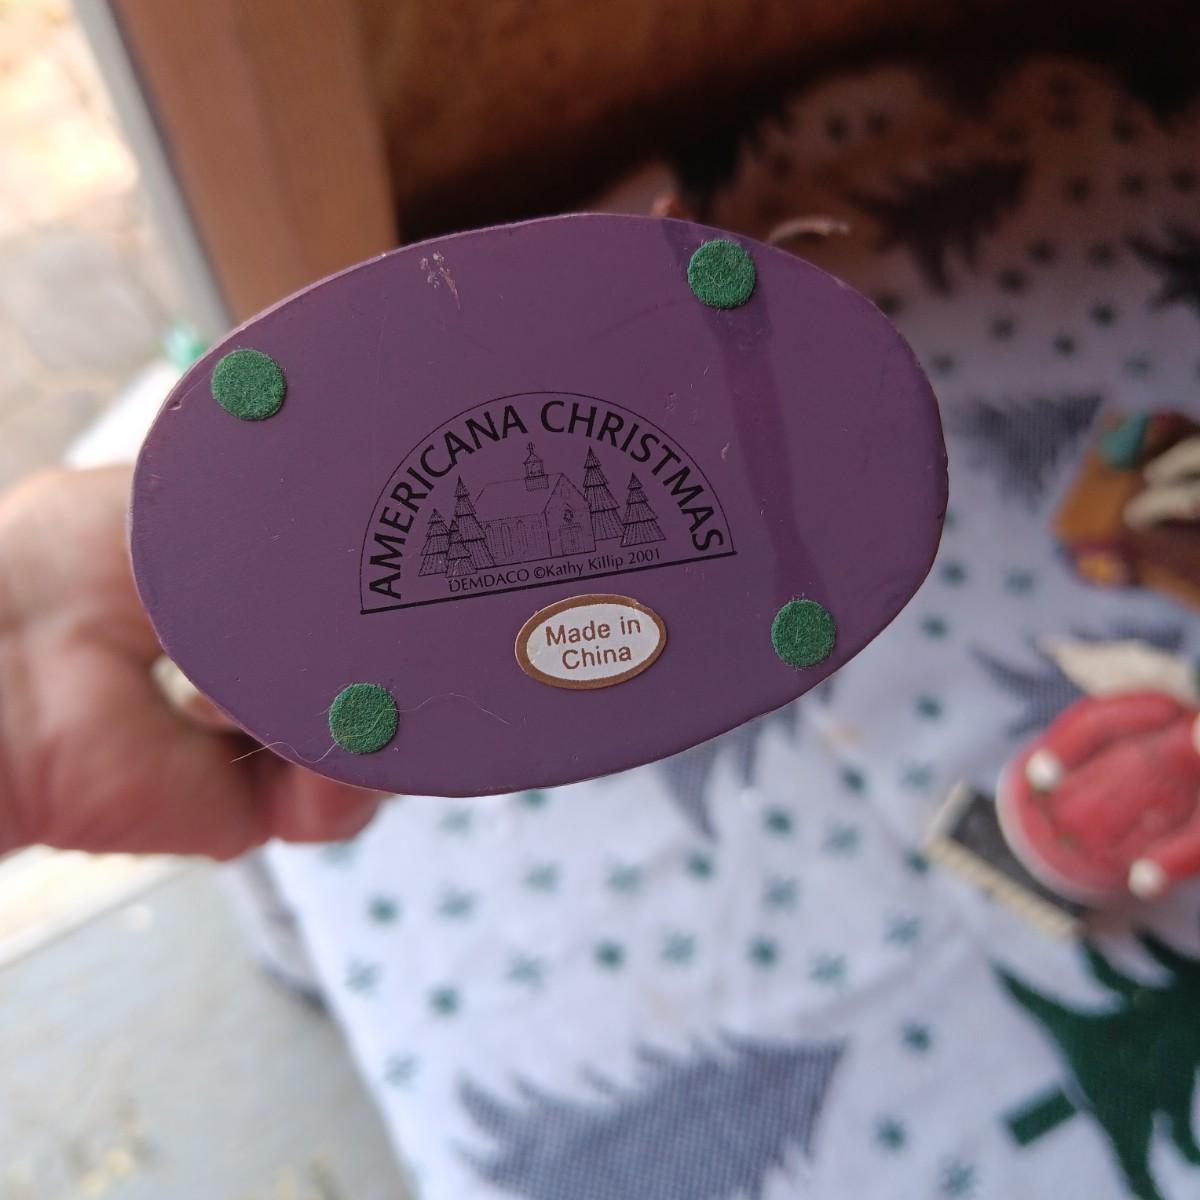 AMERICANA CHRISTMAS
DEMDACO ©Kathy Killip 2001
Made in
China